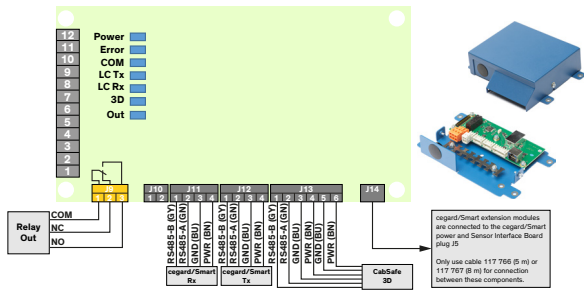 12
11
10
9
8
7
6
5
4
3
2
1
Power
Error
COM
LC Tx
LC Rx
3D
Out
J8
1 2 3
J10
1 2
J11
1 2 3 4
J12
1 2 3 4
J13
1 2 3 4 5 6
J14
Relay
Out
COM
NC
NO
RS485-B (GY)
RS485-A (GN)
GND (BU)
PWR (BN)
RS485-B (GY)
RS485-A (GN)
GND (BU)
PWR (BN)
RS485-B (GY)
RS485-A (GN)
GND (BU)
PWR (BN)
GND (BU)
PWR (BN)
cegard/Smart
Rx
cegard/Smart
Tx
CabSafe
3D
cegard/Smart extension modules
are connected to the cegard/Smart
power and Sensor Interface Board
plug J5
Only use cable 117 766 (5 m) or
117 767 (8 m) for connection
between these components.